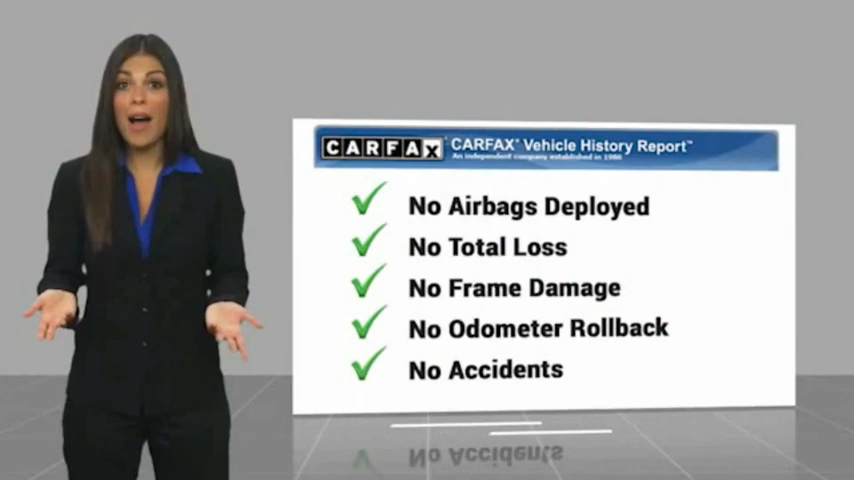 CARFAX CARFAX® Vehicle History Report™
An independent company established in 1986
No Airbags Deployed
No Total Loss
No Frame Damage
No Odometer Rollback
No Accidents
No Accidents